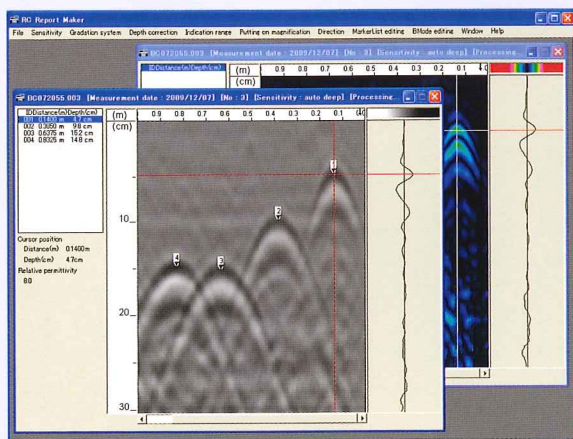 RC Report Maker
File Sensitivity Gradation system Depth correction Indication range Putting on magnification Direction MarkerList editing BMode editing Window Help
BC072055.003 [Measurement date : 2009/12/07] [No : 3] [Sensitivity : auto deep] [Processing...
IDDistance(m)Depth(cm)
(m) 0.9 0.8 0.7 0.6 0.5 0.4 0.3 0.2 0.1
(cm)
BC072055.003 [Measurement date : 2009/12/07] [No : 3] [Sensitivity : auto deep] [Processing...
IDDistance(m)Depth(cm)
001 0.1400 m 4.7 cm
002 0.3850 m 9.8 cm
003 0.6375 m 15.2 cm
004 0.8325 m 14.8 cm
Cursor position
Distance(m) 0.1400m
Depth(cm) 4.7cm
Relative permittivity
8.0
(m) 0.9 0.8 0.7 0.6 0.5 0.4 0.3 0.2 0.1
(cm)
1
2
10
4 3
20
30